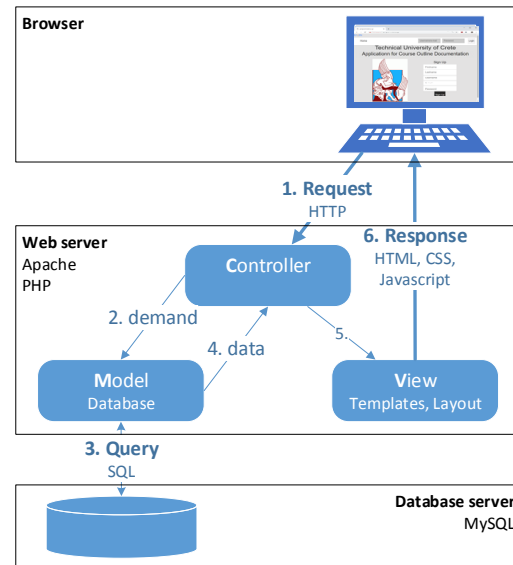 Browser
Technical University of Crete
Applicationn for Course Outline Documentation
Sign Up
1. Request
HTTP
Web server
Apache
PHP
Controller
6. Response
HTML, CSS,
Javascript
2. demand
4. data
5.
Model
Database
View
Templates, Layout
3. Query
SQL
Database server
MySQL